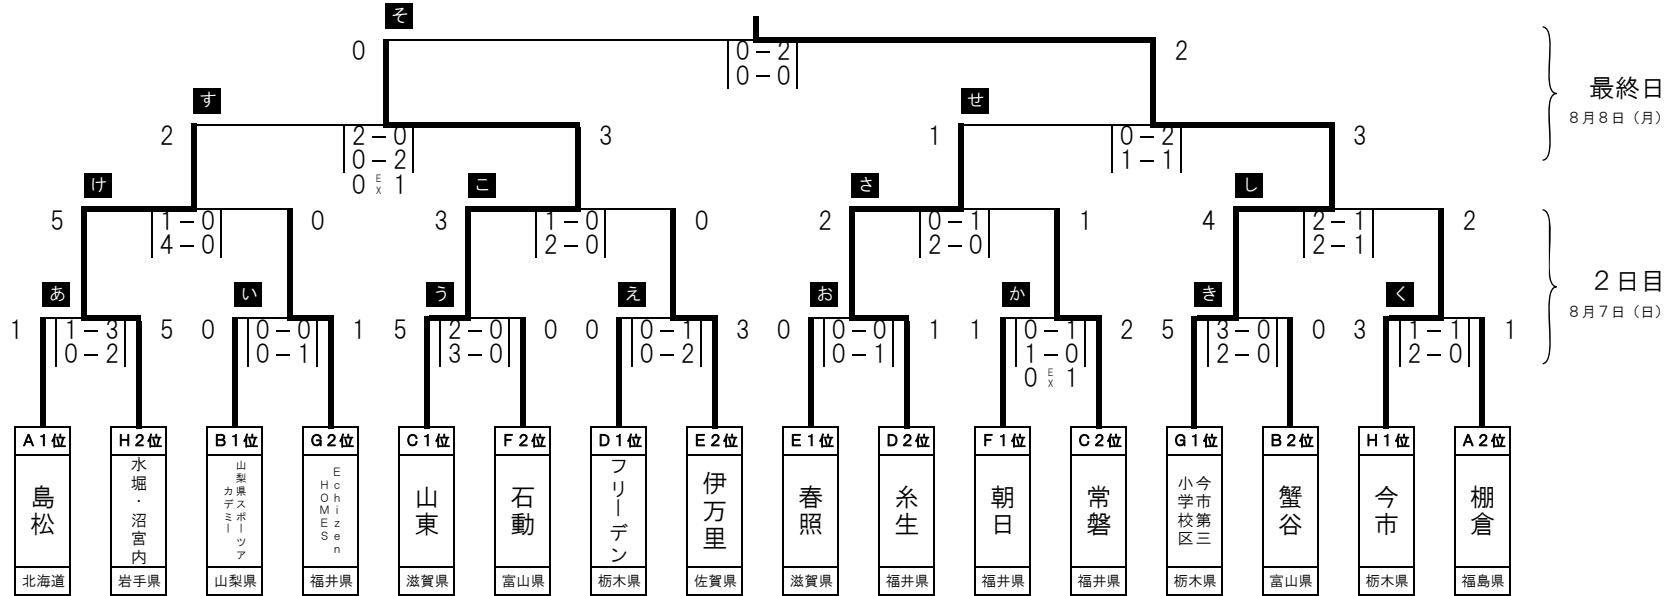 そ
0
0－2
0－0
2
最終日
8月8日（月）
す
2
2－0
0－2
0 EX 1
3
せ
1
0－2
1－1
3
け
5
1－0
4－0
0
こ
3
1－0
2－0
0
さ
2
0－1
2－0
1
し
4
2－1
2－1
2
2日目
8月7日（日）
あ
1
1－3
0－2
5
い
0
0－0
0－1
1
う
5
2－0
3－0
0
え
0
0－1
0－2
3
お
0
0－0
0－1
1
か
1
0－1
1－0
0 EX 1
2
き
5
3－0
2－0
0
く
3
1－1
2－0
1
A1位
島松
北海道
H2位
水堀・沼宮内
岩手県
B1位
山梨県スポーツア
カデミー
山梨県
G2位
Echizen
HOMES
福井県
C1位
山東
滋賀県
F2位
石動
富山県
D1位
フリーデン
栃木県
E2位
伊万里
佐賀県
E1位
春照
滋賀県
D2位
糸生
福井県
F1位
朝日
福井県
C2位
常磐
福井県
G1位
今市第三
小学校区
栃木県
B2位
蟹谷
富山県
H1位
今市
栃木県
A2位
棚倉
福島県